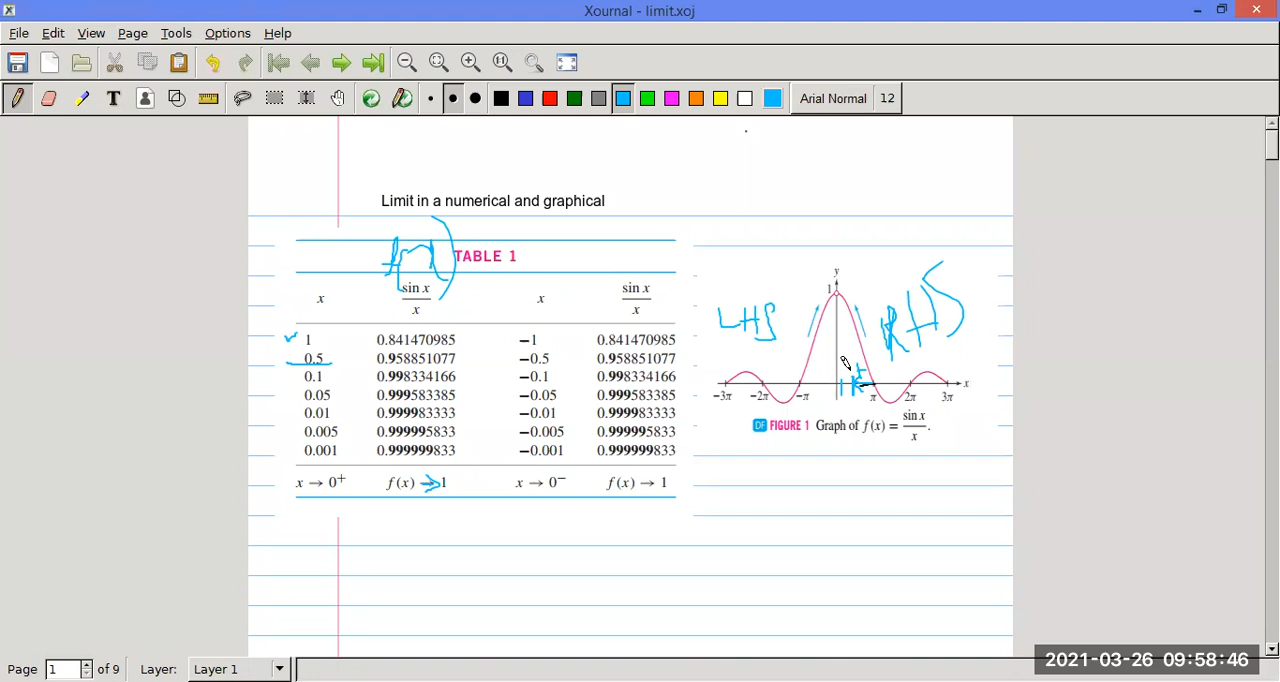 Xournal - limit.xoj
File Edit View Page Tools Options Help
T Arial Normal 12
Limit in a numerical and graphical
f(x)
TABLE 1
x sin x/x x sin x/x
1 0.841470985 −1 0.841470985
0.5 0.958851077 −0.5 0.958851077
0.1 0.998334166 −0.1 0.998334166
0.05 0.999583385 −0.05 0.999583385
0.01 0.999983333 −0.01 0.999983333
0.005 0.999995833 −0.005 0.999995833
0.001 0.999999833 −0.001 0.999999833
x → 0+ f(x) → 1 x → 0− f(x) → 1
y
1
LHS
RHS
x
−3π −2π −π π 2π 3π
DF FIGURE 1 Graph of f(x) = sin x/x.
Page 1 of 9 Layer: Layer 1
2021-03-26 09:58:46